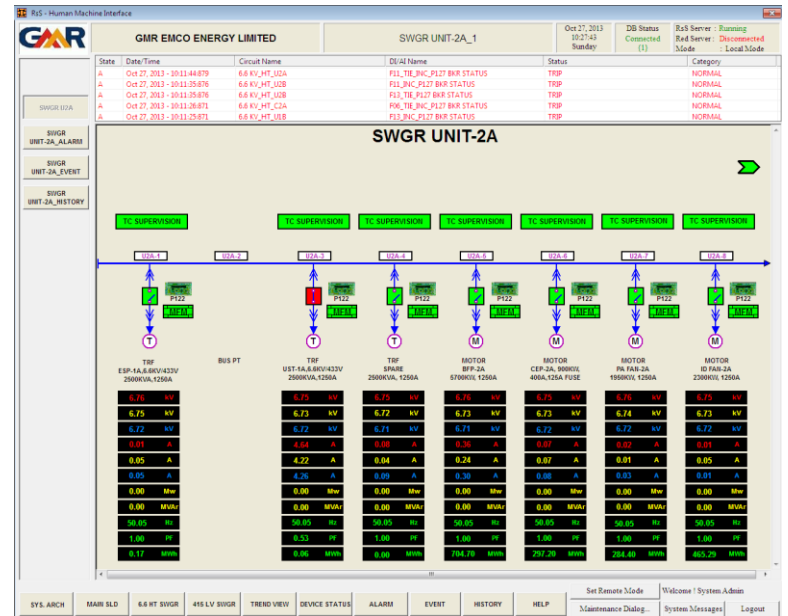 RsS - Human Machine Interface
GMR
GMR EMCO ENERGY LIMITED
SWGR UNIT-2A_1
Oct 27, 2013
10:27:43
Sunday
DB Status
Connected
(1)
RsS Server : Running
Red Server : Disconnected
Mode : Local Mode
State Date/Time Circuit Name DI/AI Name Status Category
A Oct 27, 2013 - 10:11:44:879 6.6 KV_HT_U2A F11_TIE_INC_P127 BKR STATUS TRIP NORMAL
A Oct 27, 2013 - 10:11:35:876 6.6 KV_HT_U2B F11_INC_P127 BKR STATUS TRIP NORMAL
A Oct 27, 2013 - 10:11:35:876 6.6 KV_HT_U2B F13_TIE_P127 BKR STATUS TRIP NORMAL
A Oct 27, 2013 - 10:11:26:871 6.6 KV_HT_C2A F06_TIE_INC_P127 BKR STATUS TRIP NORMAL
A Oct 27, 2013 - 10:11:25:871 6.6 KV_HT_U1B F13_INC_P127 BKR STATUS TRIP NORMAL
SWGR U2A
SWGR
UNIT-2A_ALARM
SWGR
UNIT-2A_EVENT
SWGR
UNIT-2A_HISTORY
SWGR UNIT-2A
TC SUPERVISION TC SUPERVISION TC SUPERVISION TC SUPERVISION TC SUPERVISION TC SUPERVISION TC SUPERVISION
U2A-1 U2A-2 U2A-3 U2A-4 U2A-5 U2A-6 U2A-7 U2A-8
P122 P122 P122 P122 P122 P122 P122
MFM MFM MFM MFM MFM MFM MFM
T T T M M M M
TRF BUS PT TRF TRF MOTOR MOTOR MOTOR MOTOR
ESP-1A,6.6KV/433V UST-1A,6.6KV/433V SPARE BFP-2A CEP-2A, 900KW, PA FAN-2A ID FAN-2A
2500KVA,1250A 2500KVA,1250A 2500KVA, 1250A 5700KW, 1250A 400A,125A FUSE 1950KW, 1250A 2300KW, 1250A
6.76 kV 6.75 kV 6.75 kV 6.76 kV 6.75 kV 6.76 kV 6.75 kV
6.75 kV 6.73 kV 6.72 kV 6.73 kV 6.73 kV 6.74 kV 6.73 kV
6.72 kV 6.72 kV 6.71 kV 6.71 kV 6.72 kV 6.72 kV 6.72 kV
0.01 A 4.64 A 0.08 A 0.36 A 0.07 A 0.02 A 0.01 A
0.05 A 4.22 A 0.04 A 0.24 A 0.07 A 0.01 A 0.05 A
0.05 A 4.26 A 0.09 A 0.30 A 0.08 A 0.03 A 0.01 A
0.00 Mw 0.00 Mw 0.00 Mw 0.00 Mw 0.00 Mw 0.00 Mw 0.00 Mw
0.00 MVAr 0.00 MVAr 0.00 MVAr 0.00 MVAr 0.00 MVAr 0.00 MVAr 0.00 MVAr
50.05 Hz 50.05 Hz 50.05 Hz 50.05 Hz 50.05 Hz 50.05 Hz 50.05 Hz
1.00 PF 0.53 PF 1.00 PF 1.00 PF 1.00 PF 1.00 PF 1.00 PF
0.17 MWh 0.06 MWh 0.00 MWh 704.70 MWh 297.20 MWh 284.40 MWh 465.29 MWh
SYS. ARCH MAIN SLD 6.6 HT SWGR 415 LV SWGR TREND VIEW DEVICE STATUS ALARM EVENT HISTORY HELP
Set Remote Mode Welcome ! System Admin
Maintenance Dialog... System Messages Logout